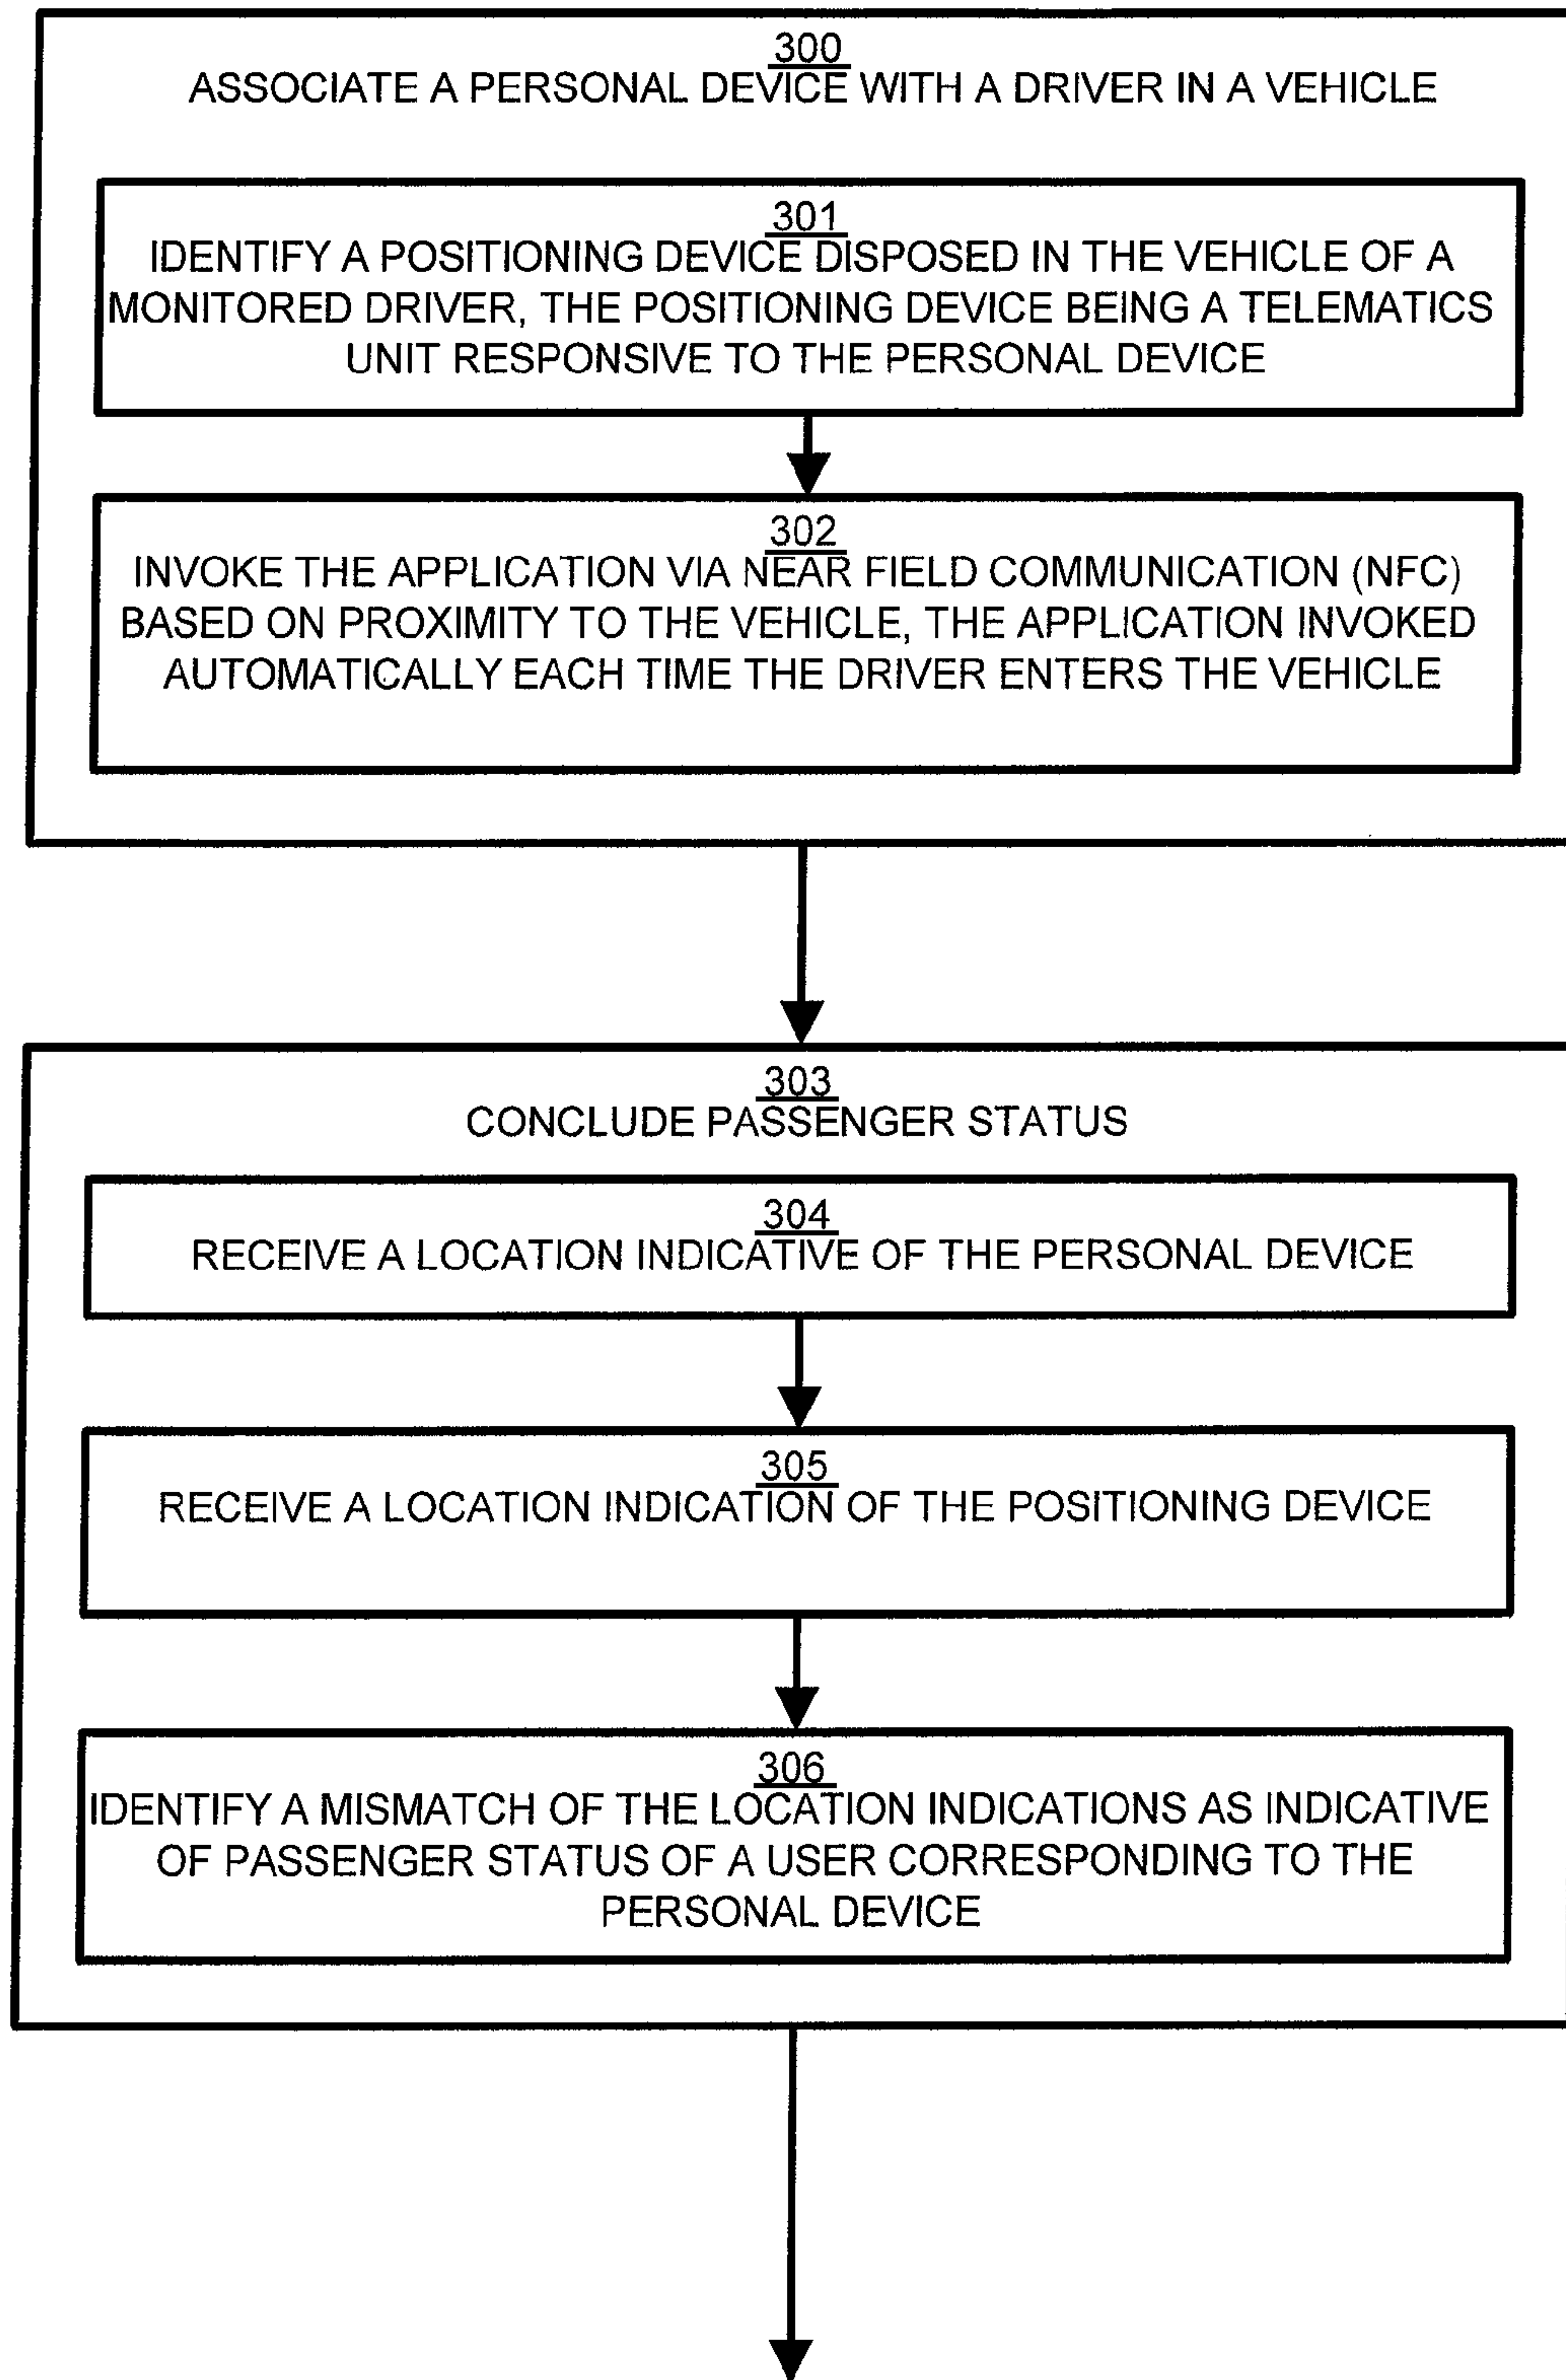 300
ASSOCIATE A PERSONAL DEVICE WITH A DRIVER IN A VEHICLE
301
IDENTIFY A POSITIONING DEVICE DISPOSED IN THE VEHICLE OF A
MONITORED DRIVER, THE POSITIONING DEVICE BEING A TELEMATICS
UNIT RESPONSIVE TO THE PERSONAL DEVICE
302
INVOKE THE APPLICATION VIA NEAR FIELD COMMUNICATION (NFC)
BASED ON PROXIMITY TO THE VEHICLE, THE APPLICATION INVOKED
AUTOMATICALLY EACH TIME THE DRIVER ENTERS THE VEHICLE
303
CONCLUDE PASSENGER STATUS
304
RECEIVE A LOCATION INDICATIVE OF THE PERSONAL DEVICE
305
RECEIVE A LOCATION INDICATION OF THE POSITIONING DEVICE
306
IDENTIFY A MISMATCH OF THE LOCATION INDICATIONS AS INDICATIVE
OF PASSENGER STATUS OF A USER CORRESPONDING TO THE
PERSONAL DEVICE